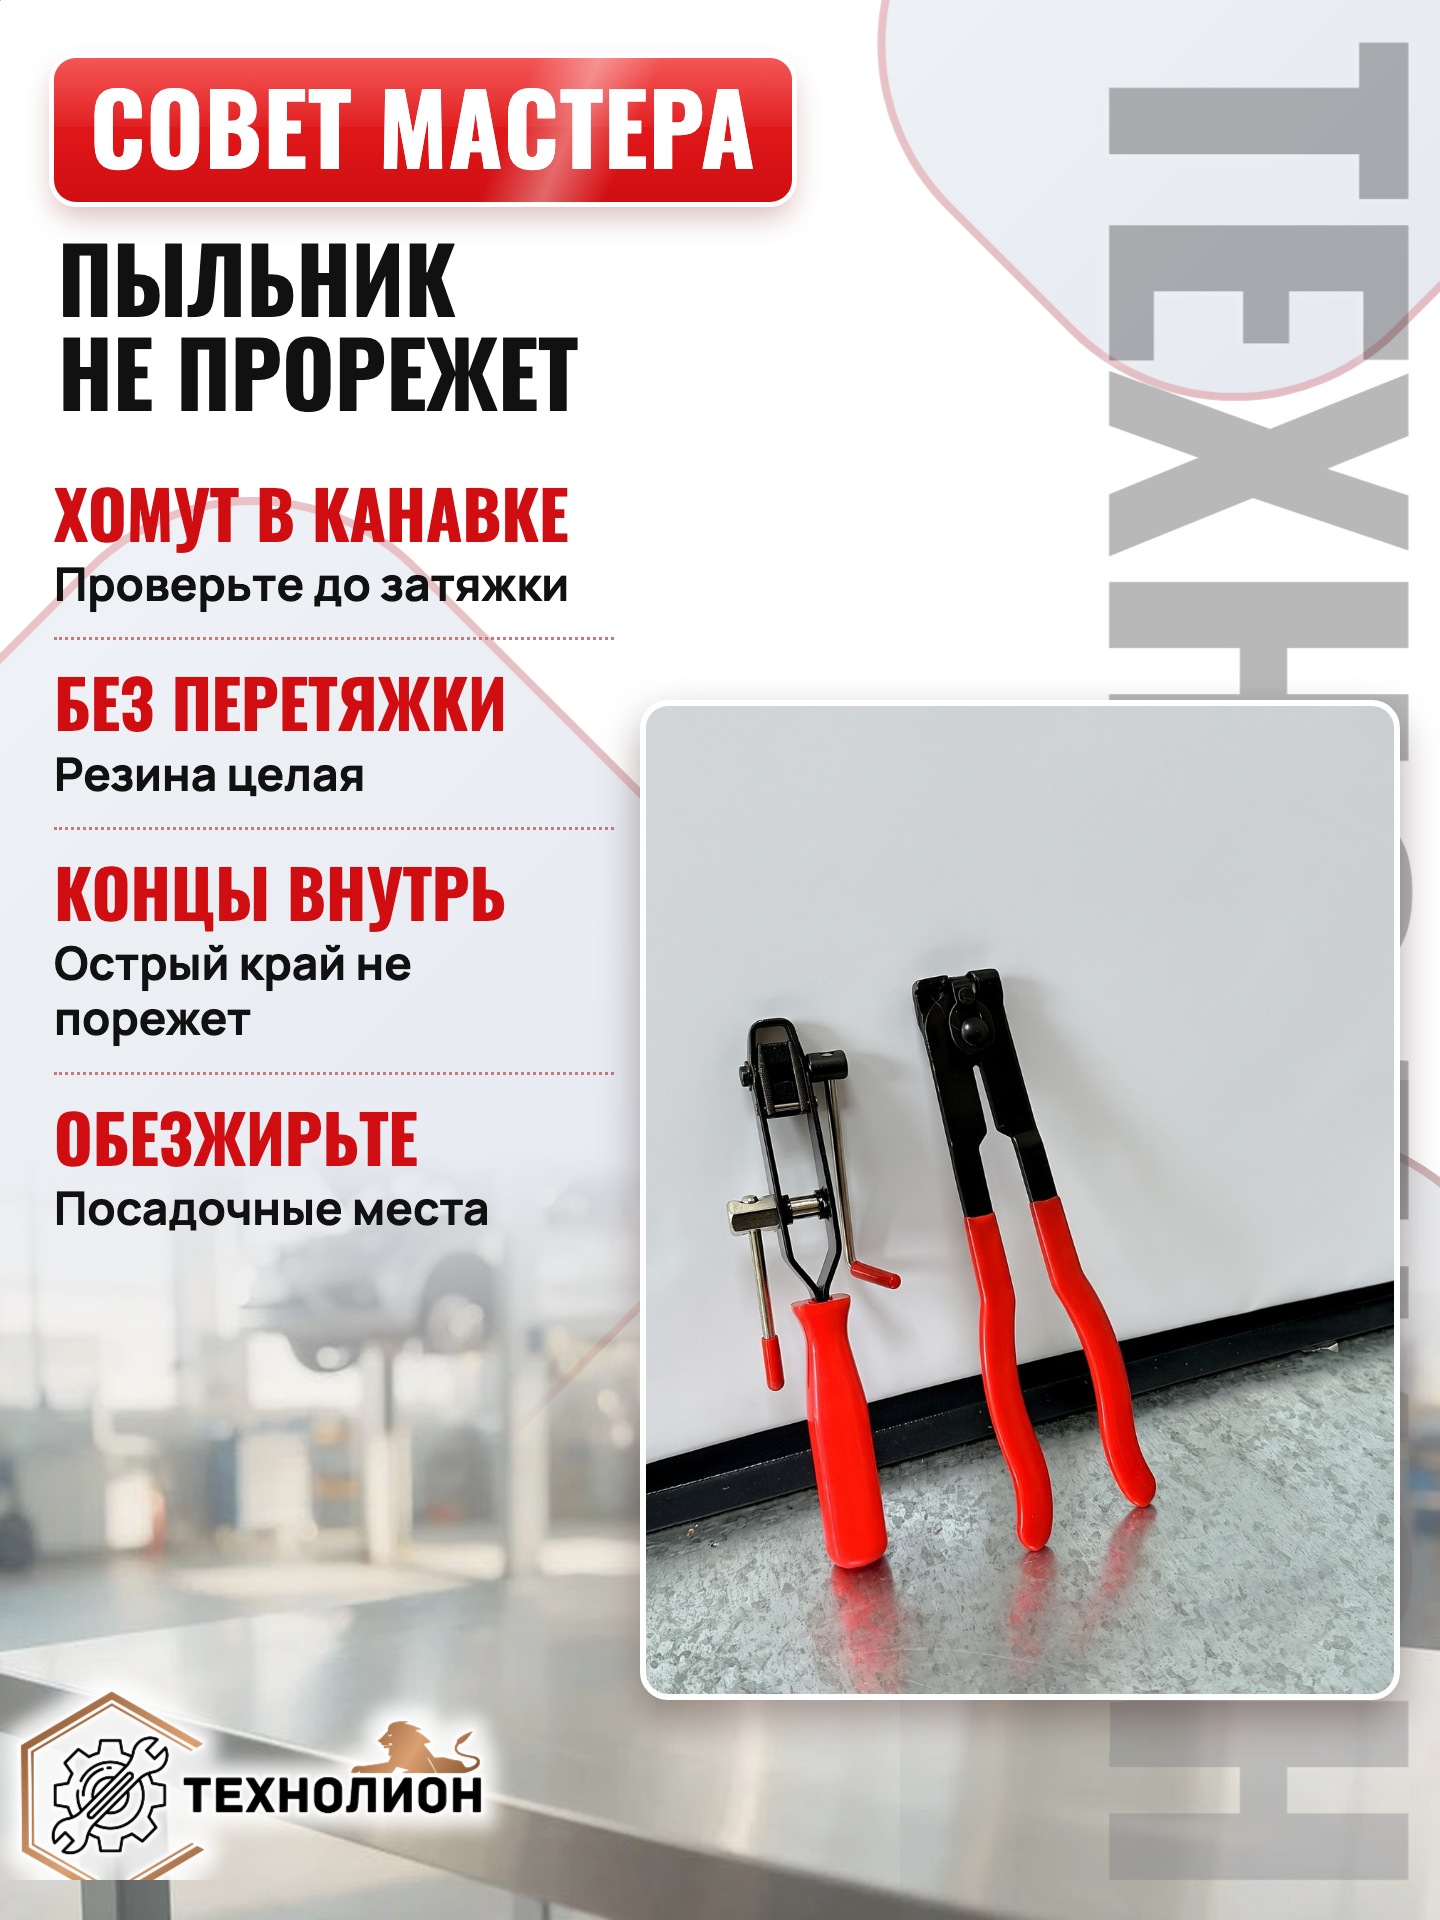 СОВЕТ МАСТЕРА
ПЫЛЬНИК
НЕ ПРОРЕЖЕТ
ХОМУТ В КАНАВКЕ
Проверьте до затяжки
БЕЗ ПЕРЕТЯЖКИ
Резина целая
КОНЦЫ ВНУТРЬ
Острый край не
порежет
ОБЕЗЖИРЬТЕ
Посадочные места
ТЕХНОЛИОН